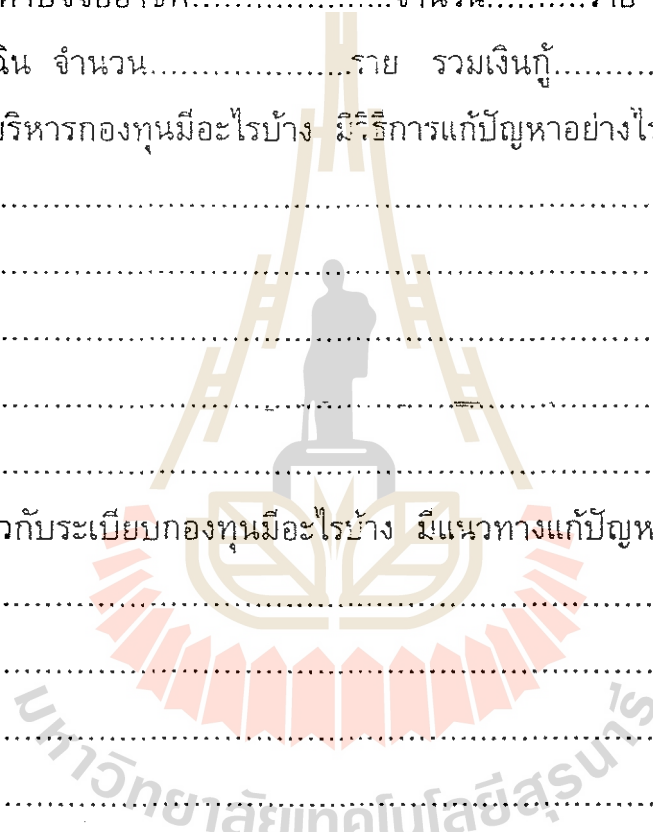 จำนวน...........ราย
ฉิน จำนวน...................ราย รวมเงินกู้..........
บริหารกองทุนมีอะไรบ้าง มีวิธีการแก้ปัญหาอย่างไร
..................................................................
..................................................................
..................................................................
..................................................................
..................................................................
วกับระเบียบกองทุนมีอะไรบ้าง มีแนวทางแก้ปัญห
..................................................................
..................................................................
..................................................................
..................................................................
มหาวิทยาลัยเทคโนโลยีสุรนารี